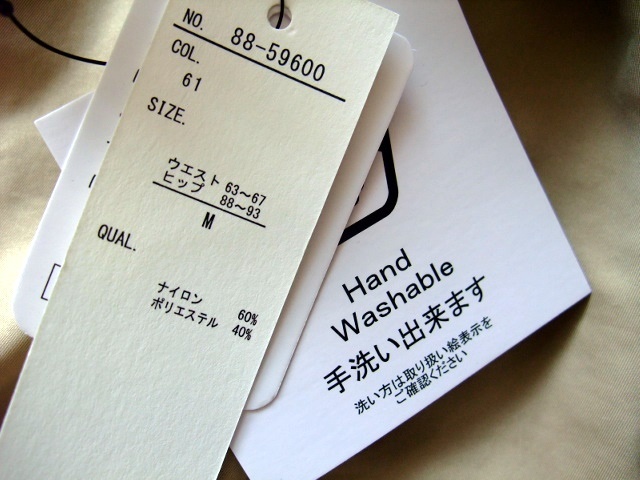 NO. 88-59600
COL.
61
SIZE.
ウエスト 63～67
ヒップ 88～93
M
QUAL.
ナイロン 60%
ポリエステル 40%
Hand
Washable
手洗い出来ます
洗い方は取り扱い絵表示を
ご確認ください